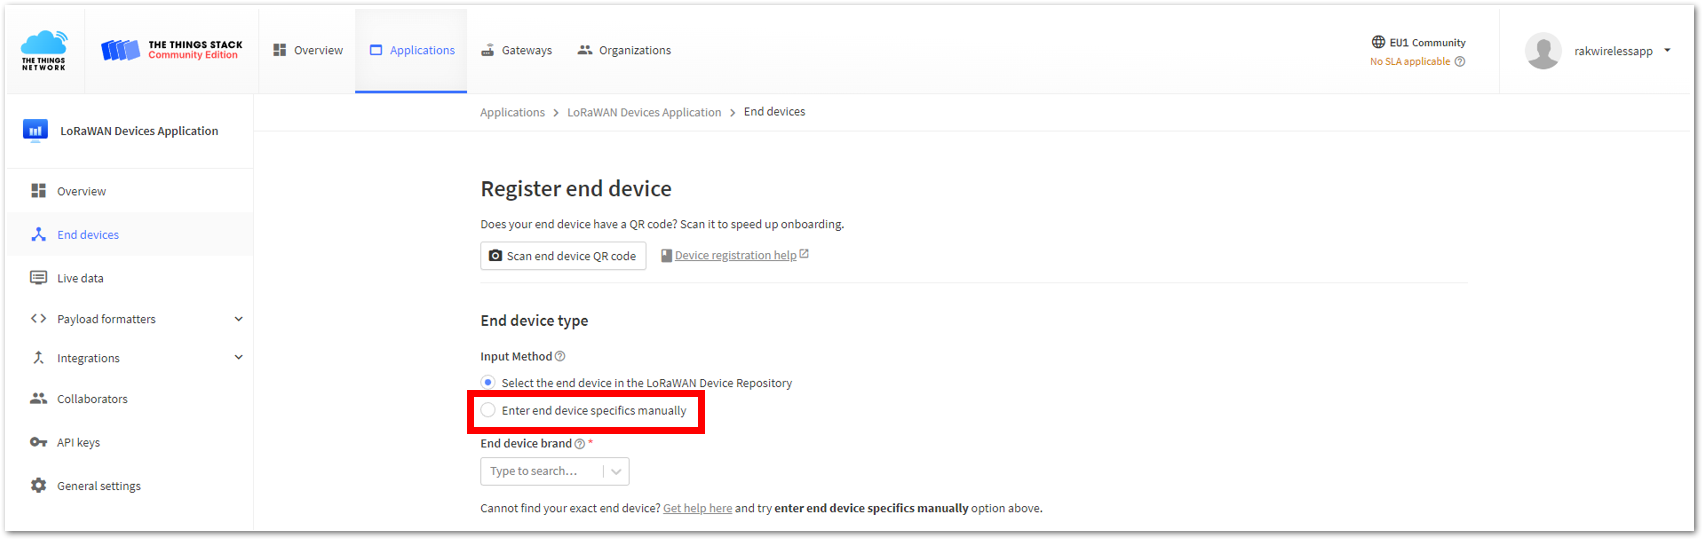 THE THINGS
NETWORK
THE THINGS STACK
Community Edition
Overview
Applications
Gateways
Organizations
EU1 Community
No SLA applicable
rakwirelessapp
LoRaWAN Devices Application
Overview
End devices
Live data
Payload formatters
Integrations
Collaborators
API keys
General settings
Applications > LoRaWAN Devices Application > End devices
Register end device
Does your end device have a QR code? Scan it to speed up onboarding.
Scan end device QR code
Device registration help
End device type
Input Method
Select the end device in the LoRaWAN Device Repository
Enter end device specifics manually
End device brand *
Type to search...
Cannot find your exact end device? Get help here and try enter end device specifics manually option above.